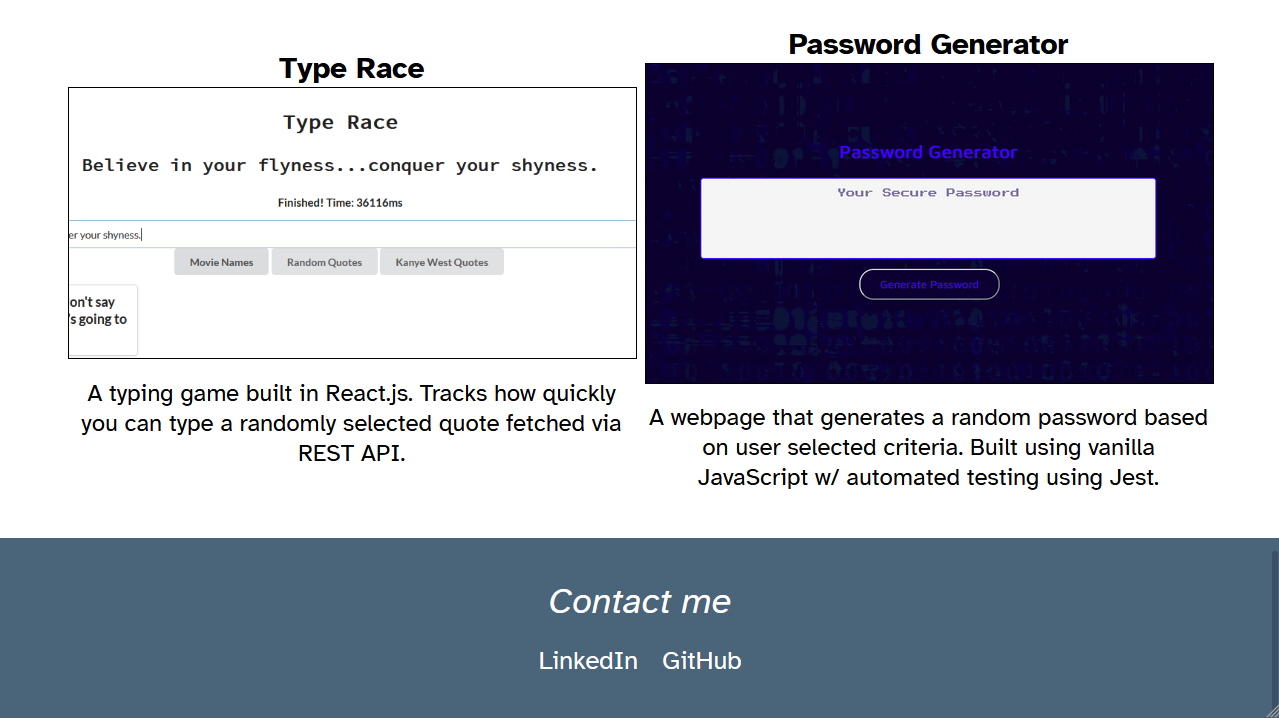 Type Race
Type Race
Believe in your flyness...conquer your shyness.
Finished! Time: 36116ms
er your shyness.
Movie Names Random Quotes Kanye West Quotes
on't say
's going to
A typing game built in React.js. Tracks how quickly
you can type a randomly selected quote fetched via
REST API.
Password Generator
Password Generator
Your Secure Password
Generate Password
A webpage that generates a random password based
on user selected criteria. Built using vanilla
JavaScript w/ automated testing using Jest.
Contact me
LinkedIn GitHub